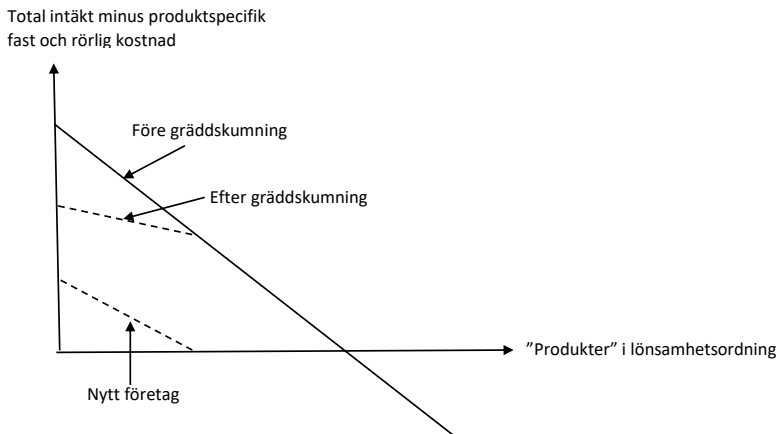 Total intäkt minus produktspecifik
fast och rörlig kostnad
Före gräddskumning
Efter gräddskumning
”Produkter” i lönsamhetsordning
Nytt företag